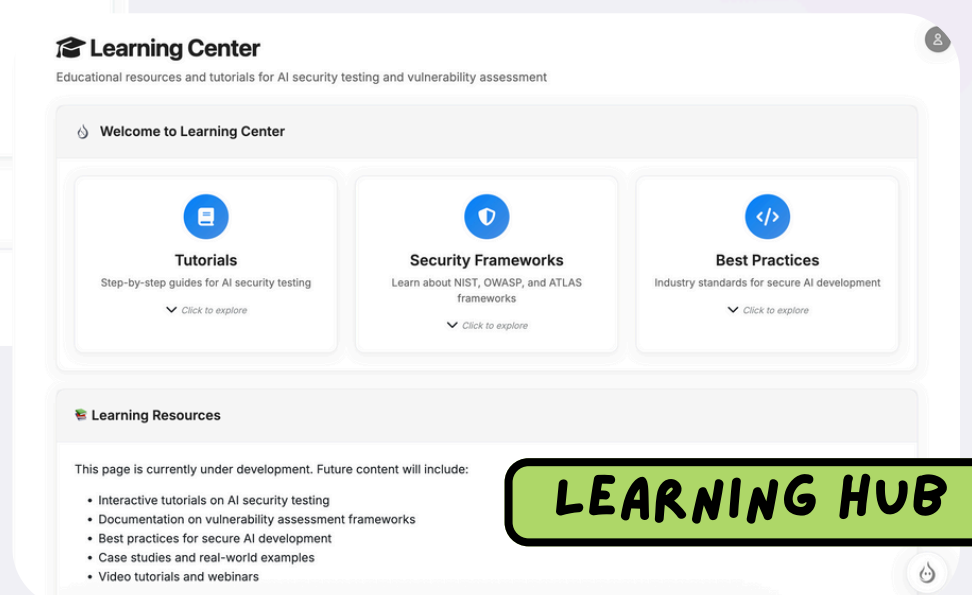 Learning Center
Educational resources and tutorials for AI security testing and vulnerability assessment
Welcome to Learning Center
Tutorials
Step-by-step guides for AI security testing
Click to explore
Security Frameworks
Learn about NIST, OWASP, and ATLAS
frameworks
Click to explore
Best Practices
Industry standards for secure AI development
Click to explore
Learning Resources
This page is currently under development. Future content will include:
• Interactive tutorials on AI security testing
• Documentation on vulnerability assessment frameworks
• Best practices for secure AI development
• Case studies and real-world examples
• Video tutorials and webinars
LEARNING HUB